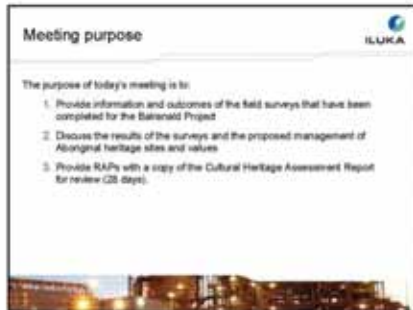 Meeting purpose
ILUKA
The purpose of today's meeting is to:
1. Provide information and outcomes of the field surveys that have been
completed for the Balranald Project
2. Discuss the results of the surveys and the proposed management of
Aboriginal heritage sites and values
3. Provide RAPs with a copy of the Cultural Heritage Assessment Report
for review (28 days).